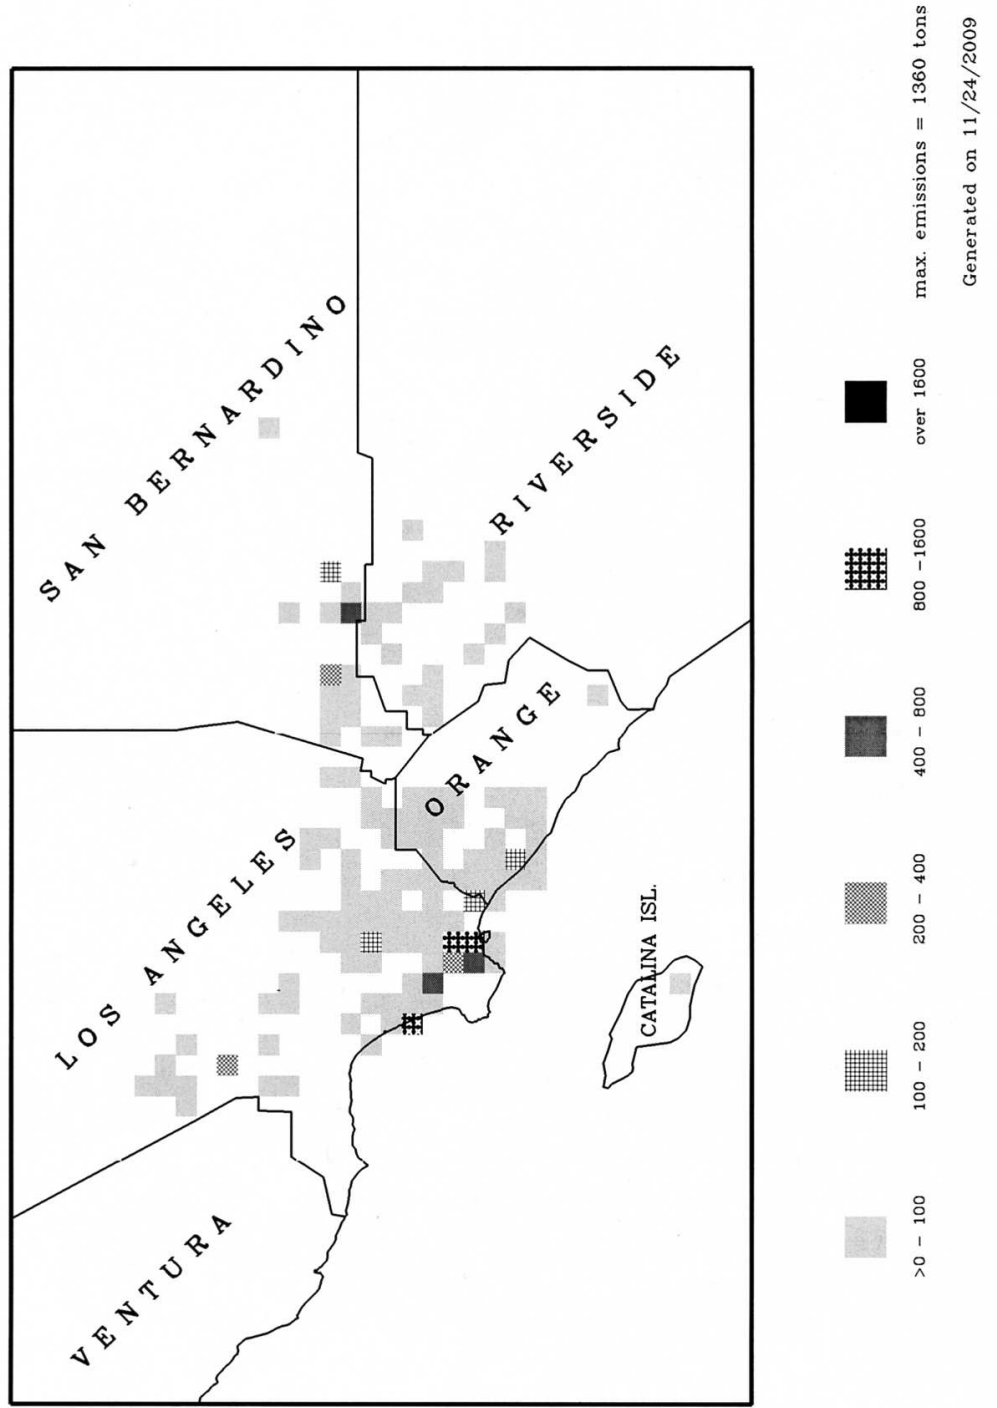 SAN BERNARDINO
LOS ANGELES
VENTURA
RIVERSIDE
ORANGE
CATALINA ISL.
>0 - 100
100 - 200
200 - 400
400 - 800
800 -1600
over 1600
max. emissions = 1360 tons
Generated on 11/24/2009